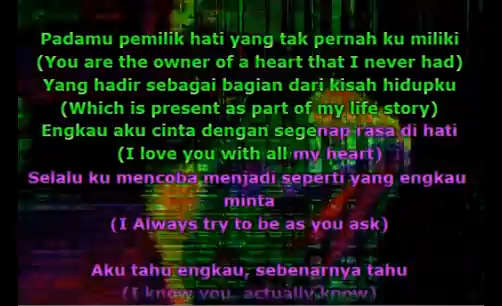 Padamu pemilik hati yang tak pernah ku miliki
(You are the owner of a heart that I never had)
Yang hadir sebagai bagian dari kisah hidupku
(Which is present as part of my life story)
Engkau aku cinta dengan segenap rasa di hati
(I love you with all my heart)
Selalu ku mencoba menjadi seperti yang engkau
minta
(I Always try to be as you ask)
Aku tahu engkau, sebenarnya tahu
(I know you, actually know)